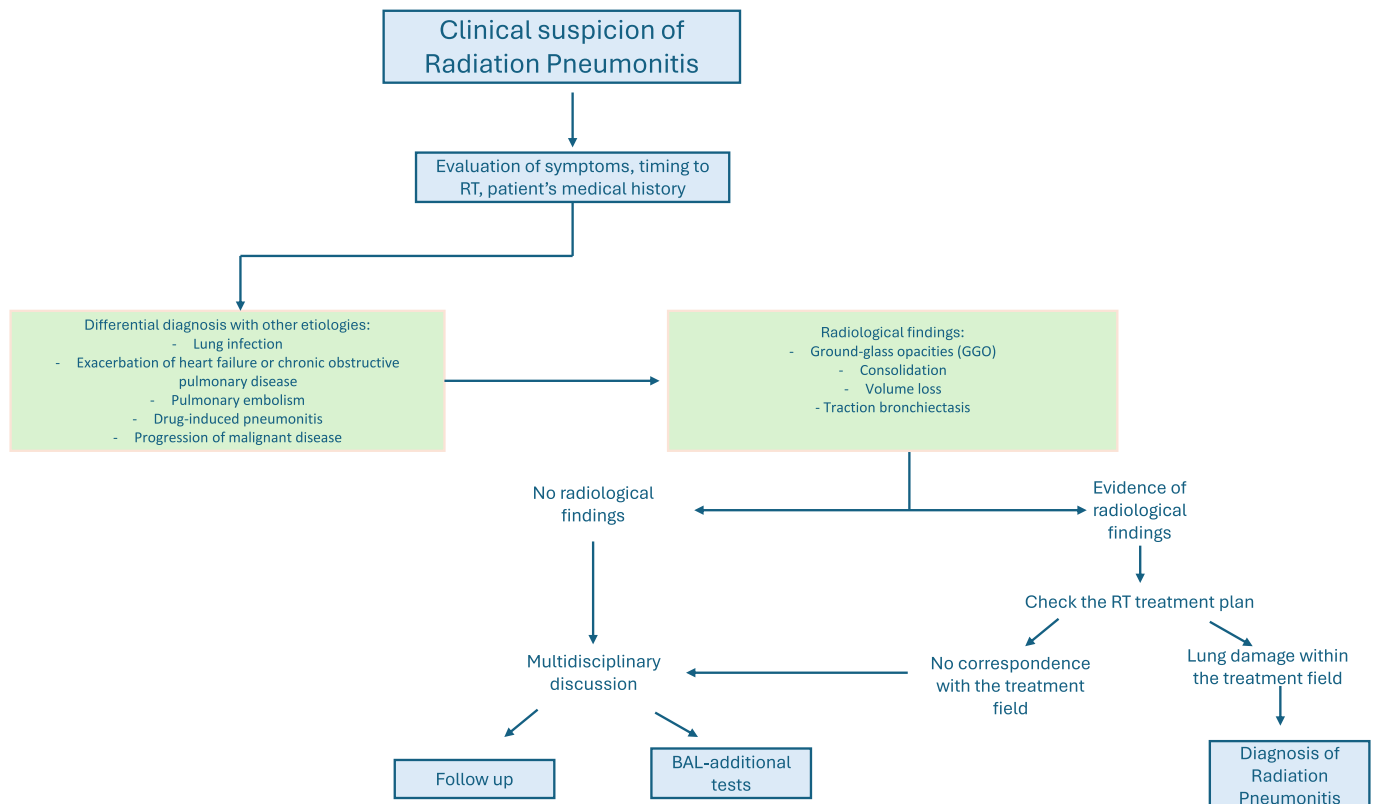 Clinical suspicion of
Radiation Pneumonitis
Evaluation of symptoms, timing to
RT, patient's medical history
Differential diagnosis with other etiologies:
- Lung infection
- Exacerbation of heart failure or chronic obstructive
pulmonary disease
- Pulmonary embolism
- Drug-induced pneumonitis
- Progression of malignant disease
Radiological findings:
- Ground-glass opacities (GGO)
- Consolidation
- Volume loss
- Traction bronchiectasis
No radiological
findings
Evidence of
radiological
findings
Check the RT treatment plan
Multidisciplinary
discussion
No correspondence
with the treatment
field
Lung damage within
the treatment field
Follow up
BAL-additional
tests
Diagnosis of
Radiation
Pneumonitis